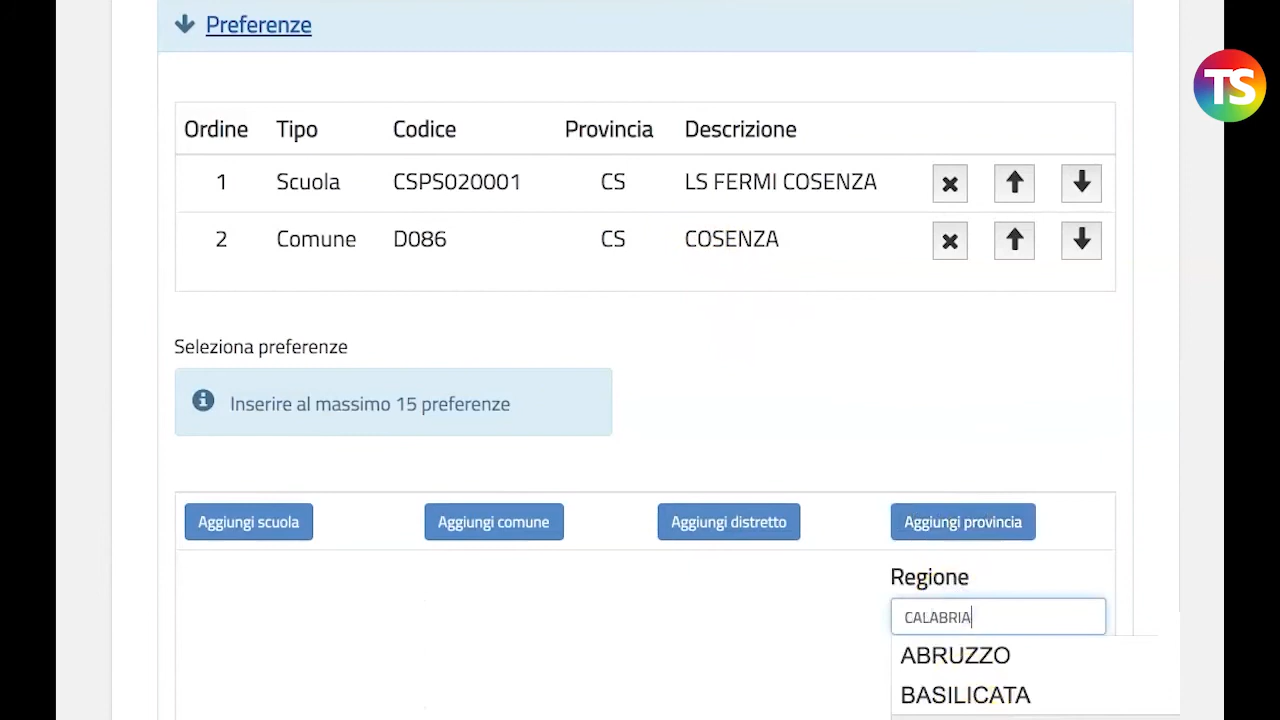 Preferenze
TS
Ordine Tipo Codice Provincia Descrizione
1 Scuola CSPS020001 CS LS FERMI COSENZA
2 Comune D086 CS COSENZA
Seleziona preferenze
Inserire al massimo 15 preferenze
Aggiungi scuola Aggiungi comune Aggiungi distretto Aggiungi provincia
Regione
CALABRIA
ABRUZZO
BASILICATA